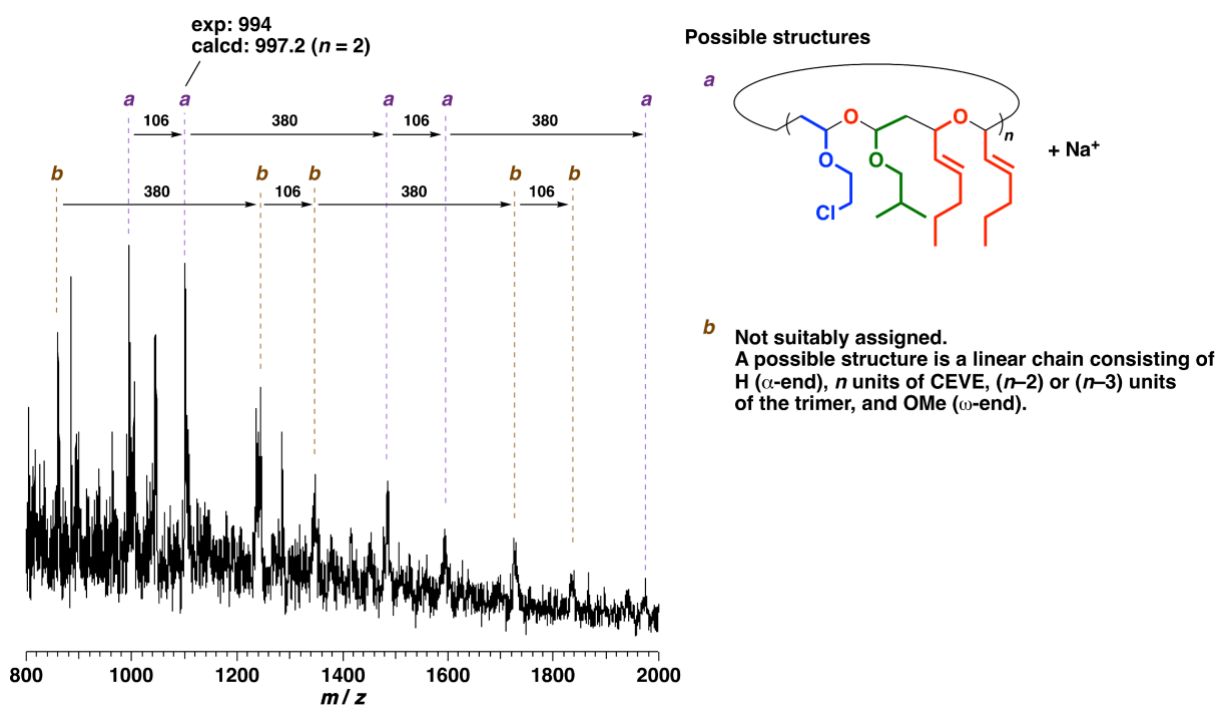 exp: 994
calcd: 997.2 (n = 2)
a a a a a
106 380 106 380
b b b b b
380 106 380 106
800 1000 1200 1400 1600 1800 2000
m / z
Possible structures
a
O O
O O
Cl
n
+ Na⁺
b
Not suitably assigned.
A possible structure is a linear chain consisting of
H (α-end), n units of CEVE, (n–2) or (n–3) units
of the trimer, and OMe (ω-end).